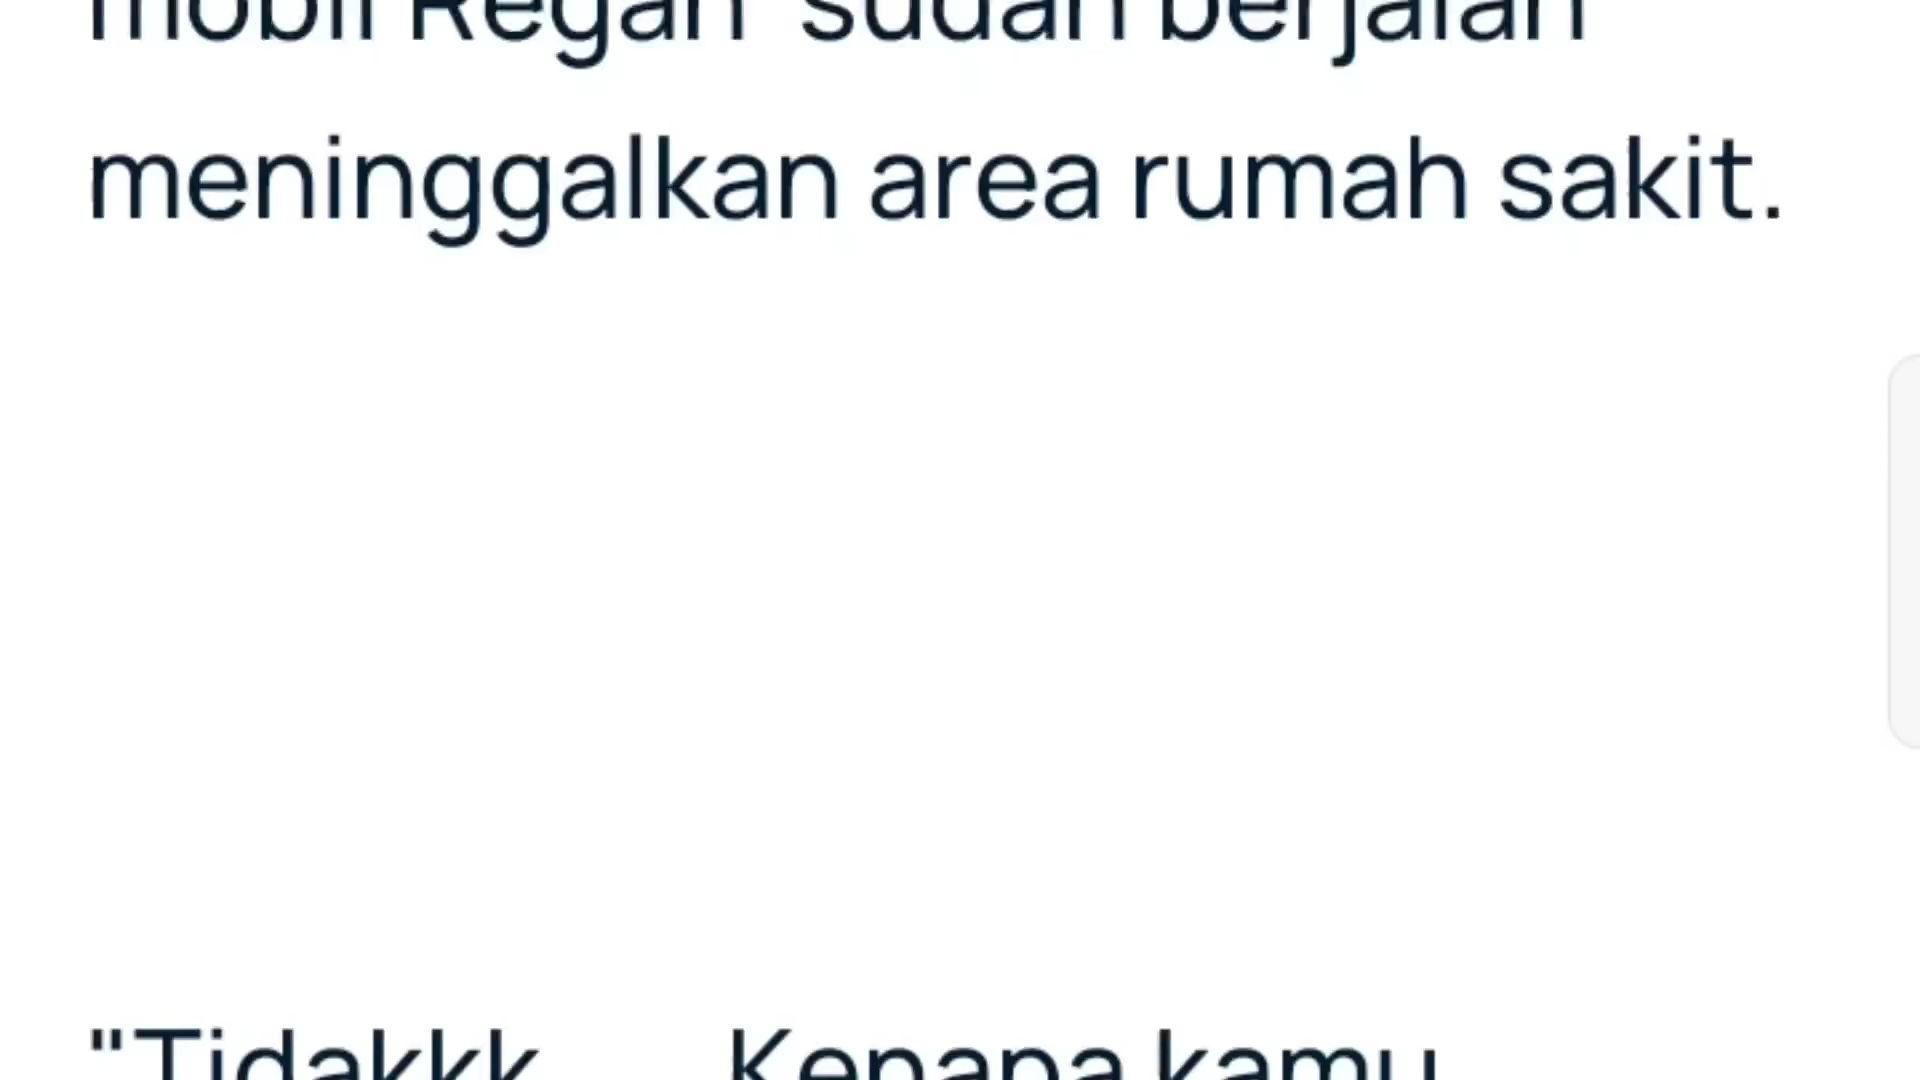 mobil Regan sudah berjalan
meninggalkan area rumah sakit.
"Tidakkk Kenapa kamu